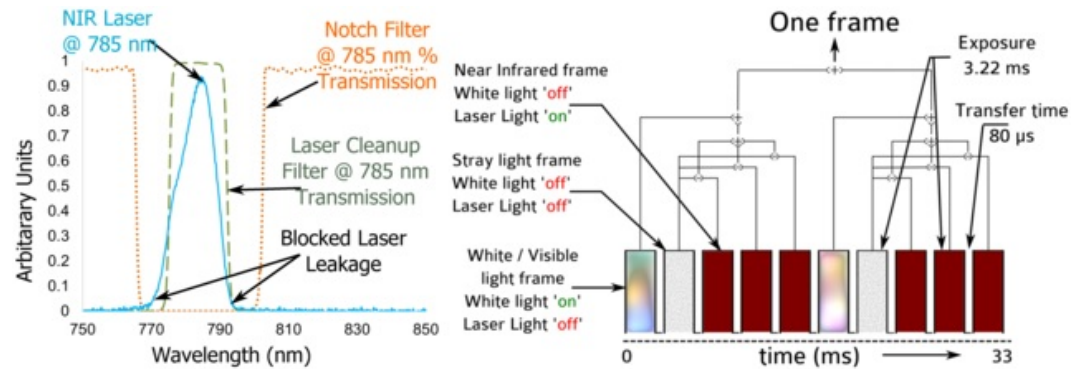 NIR Laser
@ 785 nm
Notch Filter
@ 785 nm %
Transmission
Laser Cleanup
Filter @ 785 nm
Transmission
Blocked Laser
Leakage
Arbitarary Units
1
0.9
0.8
0.7
0.6
0.5
0.4
0.3
0.2
0.1
0
750
770
790
810
830
850
Wavelength (nm)
One frame
Near Infrared frame
White light 'off'
Laser Light 'on'
Stray light frame
White light 'off'
Laser Light 'off'
White / Visible
light frame
White light 'on'
Laser Light 'off'
Exposure
3.22 ms
Transfer time
80 µs
0
time (ms)
33